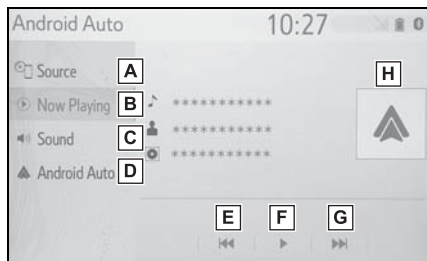 Android Auto 10:27
Source A H
Now Playing B ***********
Sound C ***********
Android Auto D ***********
E F G